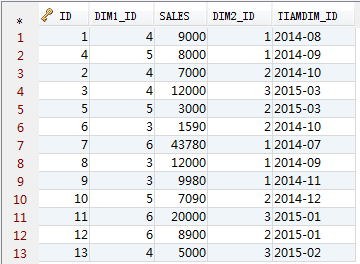 * ID DIM1_ID SALES DIM2_ID TIAMDIM_ID
1 1 4 9000 1 2014-08
2 4 5 8000 1 2014-09
3 2 4 7000 2 2014-10
4 3 4 12000 3 2015-03
5 5 5 3000 2 2015-03
6 6 3 1590 2 2014-10
7 7 6 43780 1 2014-07
8 8 3 12000 1 2014-09
9 9 3 9980 1 2014-11
10 10 5 7090 2 2014-12
11 11 6 20000 3 2015-01
12 12 6 8900 2 2015-01
13 13 4 5000 3 2015-02